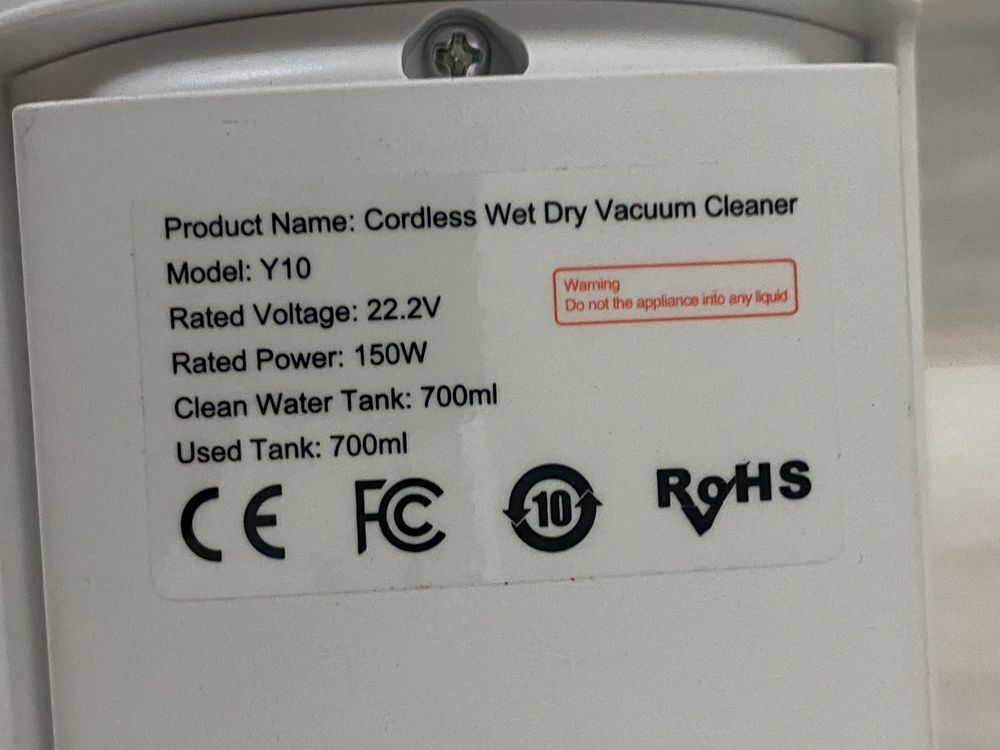 Product Name: Cordless Wet Dry Vacuum Cleaner
Model: Y10
Rated Voltage: 22.2V
Warning
Do not the appliance into any liquid
Rated Power: 150W
Clean Water Tank: 700ml
Used Tank: 700ml
CE FC 10 RoHS